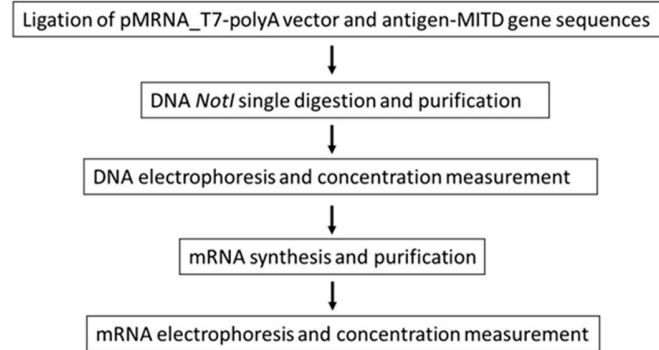 Ligation of pMRNA_T7-polyA vector and antigen-MITD gene sequences
DNA NotI single digestion and purification
DNA electrophoresis and concentration measurement
mRNA synthesis and purification
mRNA electrophoresis and concentration measurement